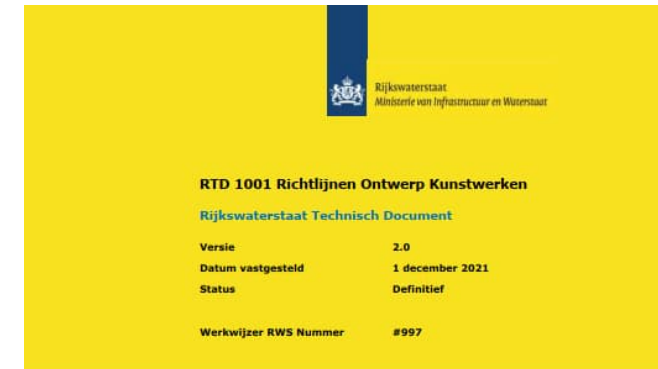 Rijkswaterstaat
Ministerie van Infrastructuur en Waterstaat
RTD 1001 Richtlijnen Ontwerp Kunstwerken
Rijkswaterstaat Technisch Document
Versie 2.0
Datum vastgesteld 1 december 2021
Status Definitief
Werkwijzer RWS Nummer #997